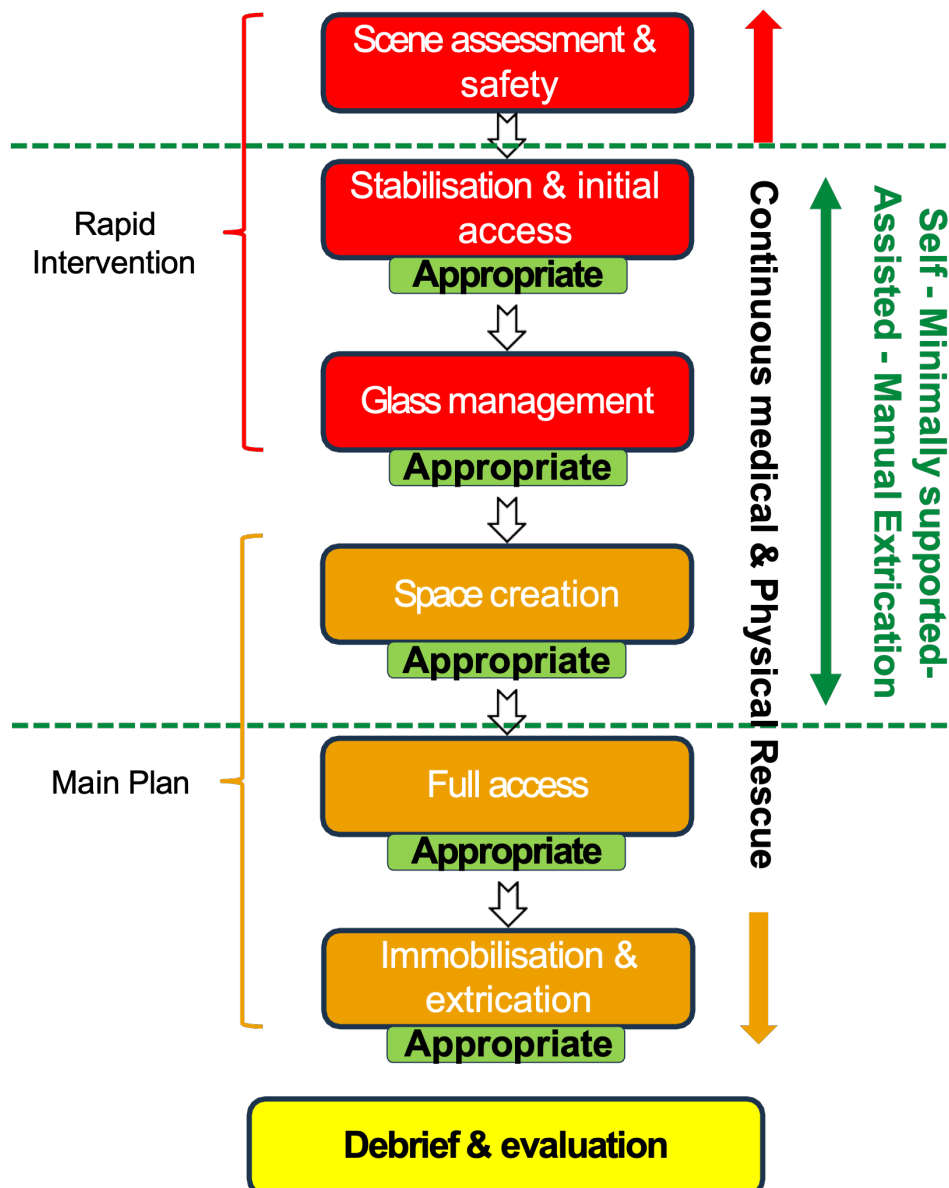 Scene assessment &
safety
Stabilisation & initial
access
Appropriate
Rapid
Intervention
Glass management
Appropriate
Space creation
Appropriate
Main Plan
Full access
Appropriate
Immobilisation &
extrication
Appropriate
Debrief & evaluation
Continuous medical & Physical Rescue
Self - Minimally supported-
Assisted - Manual Extrication